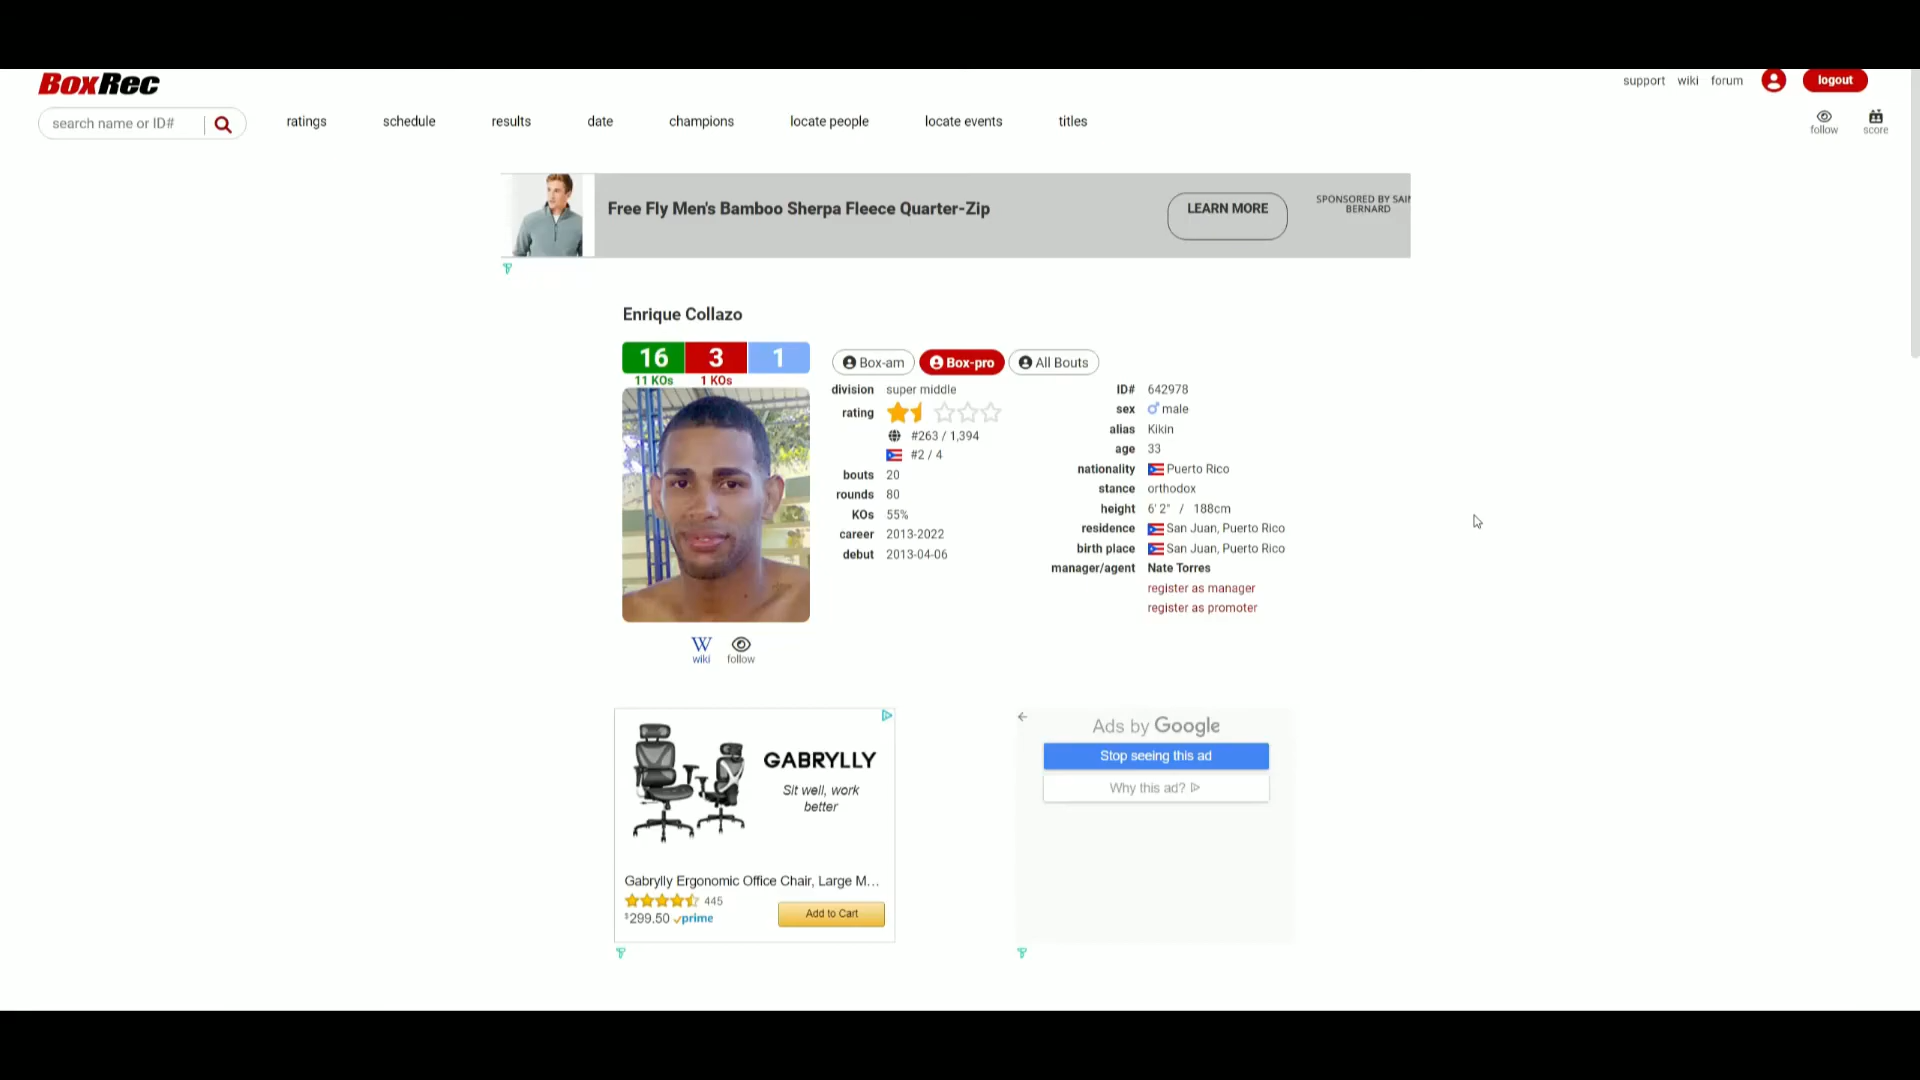 BoxRec
support wiki forum logout
search name or ID#
ratings schedule results date champions locate people locate events titles
follow score
Free Fly Men's Bamboo Sherpa Fleece Quarter-Zip
LEARN MORE
SPONSORED BY SAI
BERNARD
Enrique Collazo
16 3 1
11 KOs 1 KOs
Box-am Box-pro All Bouts
division super middle
rating
#263 / 1,394
#2 / 4
bouts 20
rounds 80
KOs 55%
career 2013-2022
debut 2013-04-06
ID# 642978
sex male
alias Kikin
age 33
nationality Puerto Rico
stance orthodox
height 6' 2" / 188cm
residence San Juan, Puerto Rico
birth place San Juan, Puerto Rico
manager/agent Nate Torres
register as manager
register as promoter
W
wiki follow
GABRYLLY
Sit well, work
better
Gabrylly Ergonomic Office Chair, Large M...
445
$299.50 prime
Add to Cart
Ads by Google
Stop seeing this ad
Why this ad?